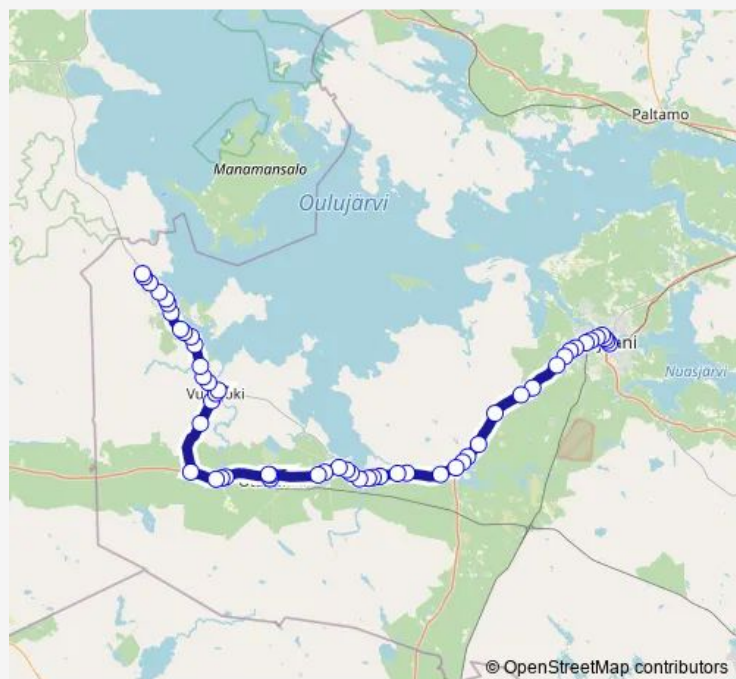 Paltamo
Manamansalo
Oulujärvi
Nuasjärvi
© OpenStreetMap contributors